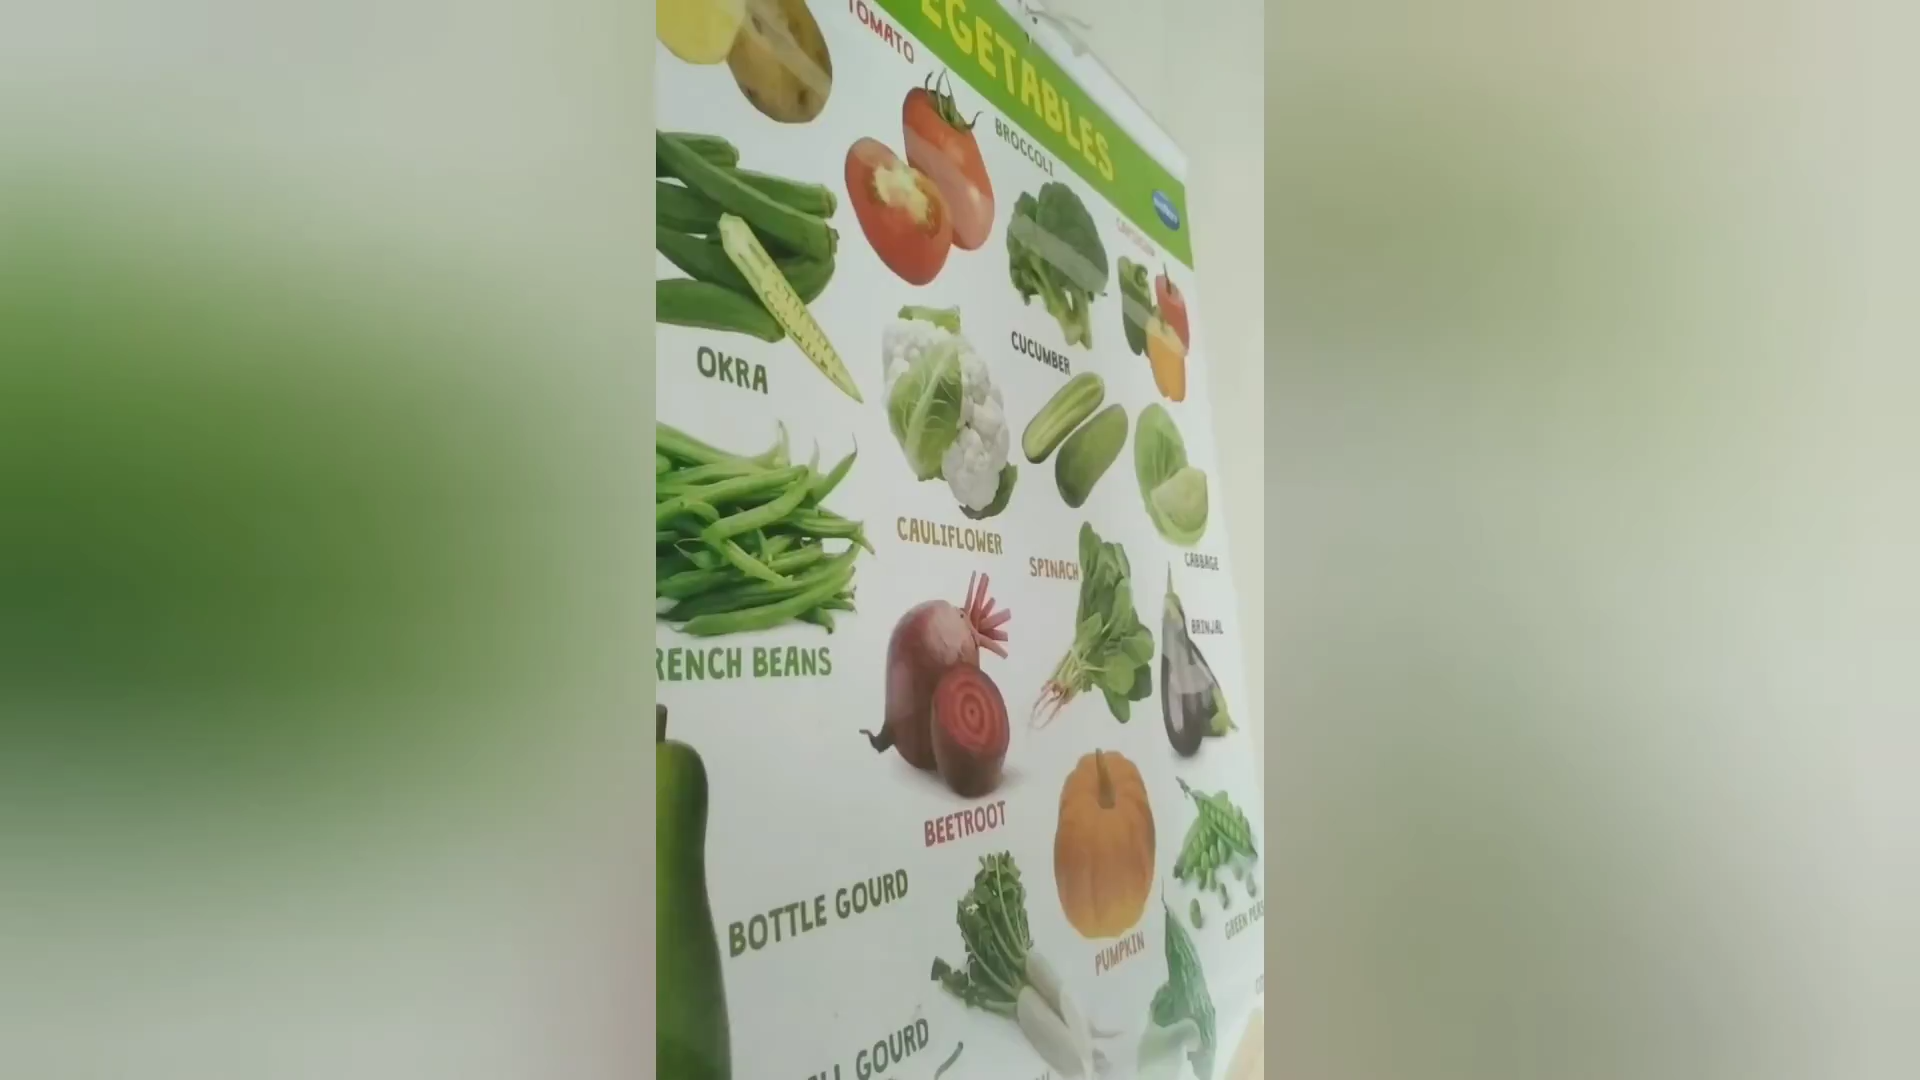 EGETABLES
TOMATO
BROCCOLI
CUCUMBER
OKRA
CAULIFLOWER
SPINACH
CABBAGE
BRINJAL
RENCH BEANS
BEETROOT
BOTTLE GOURD
PUMPKIN
GREEN PEAS
GOURD